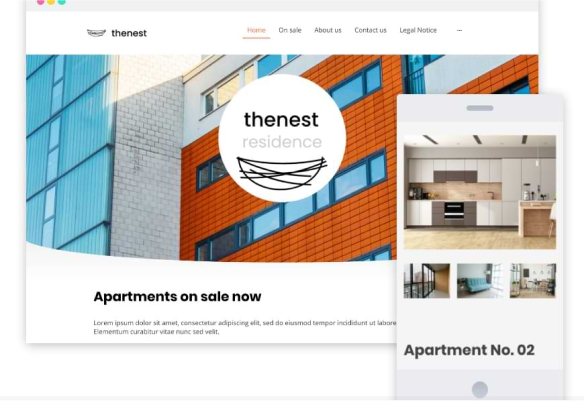 thenest
Home On sale About us Contact us Legal Notice ...
thenest
residence
Apartments on sale now
Lorem ipsum dolor sit amet, consectetur adipiscing elit, sed do eiusmod tempor incididunt ut labore
Elementum curabitur vitae nunc sed velit.
Apartment No. 02